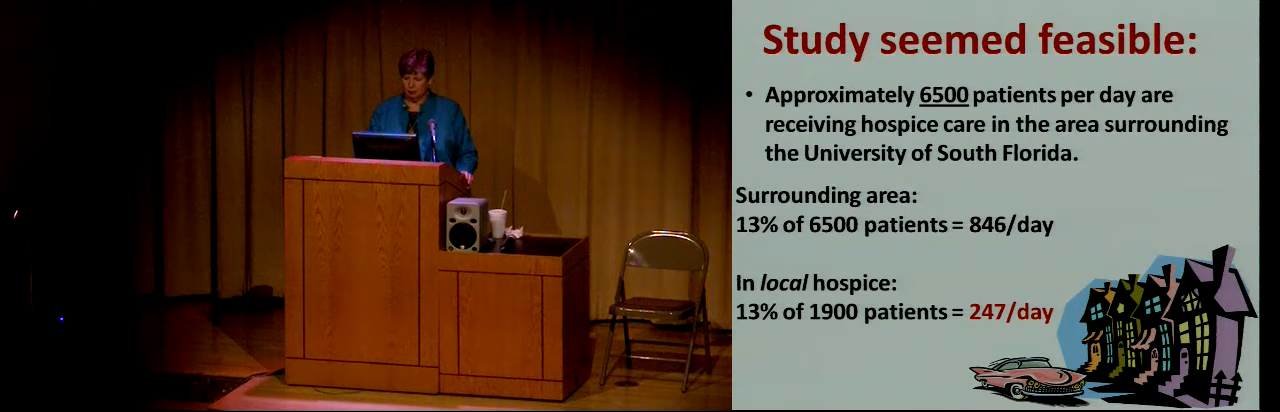 Study seemed feasible:
• Approximately 6500 patients per day are
receiving hospice care in the area surrounding
the University of South Florida.
Surrounding area:
13% of 6500 patients = 846/day
In local hospice:
13% of 1900 patients = 247/day